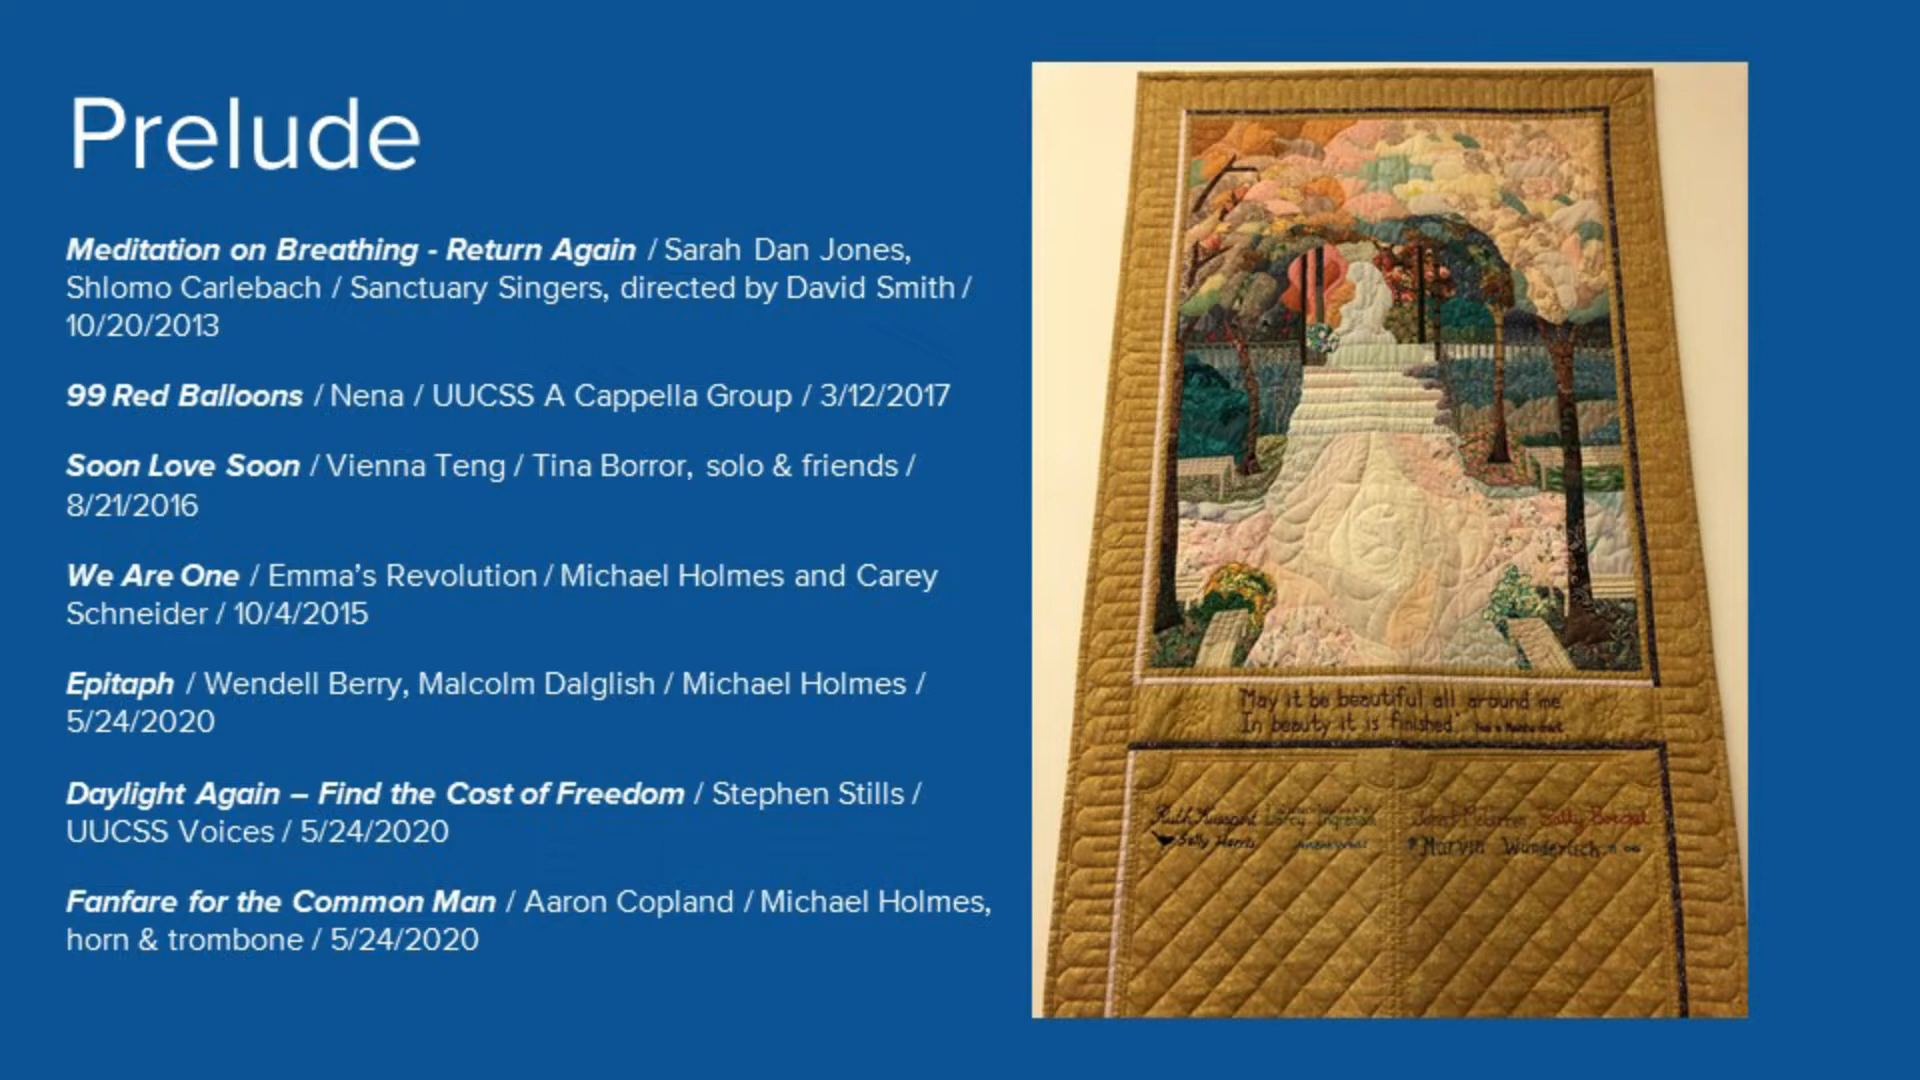 Prelude
Meditation on Breathing - Return Again / Sarah Dan Jones,
Shlomo Carlebach / Sanctuary Singers, directed by David Smith /
10/20/2013
99 Red Balloons / Nena / UUCSS A Cappella Group / 3/12/2017
Soon Love Soon / Vienna Teng / Tina Borror, solo & friends /
8/21/2016
We Are One / Emma's Revolution / Michael Holmes and Carey
Schneider / 10/4/2015
Epitaph / Wendell Berry, Malcolm Dalglish / Michael Holmes /
5/24/2020
Daylight Again – Find the Cost of Freedom / Stephen Stills /
UUCSS Voices / 5/24/2020
Fanfare for the Common Man / Aaron Copland / Michael Holmes,
horn & trombone / 5/24/2020
"May it be beautiful all around me.
In beauty it is finished."
Ruth
Sally
Sally Harris
Marvin Wunderlich